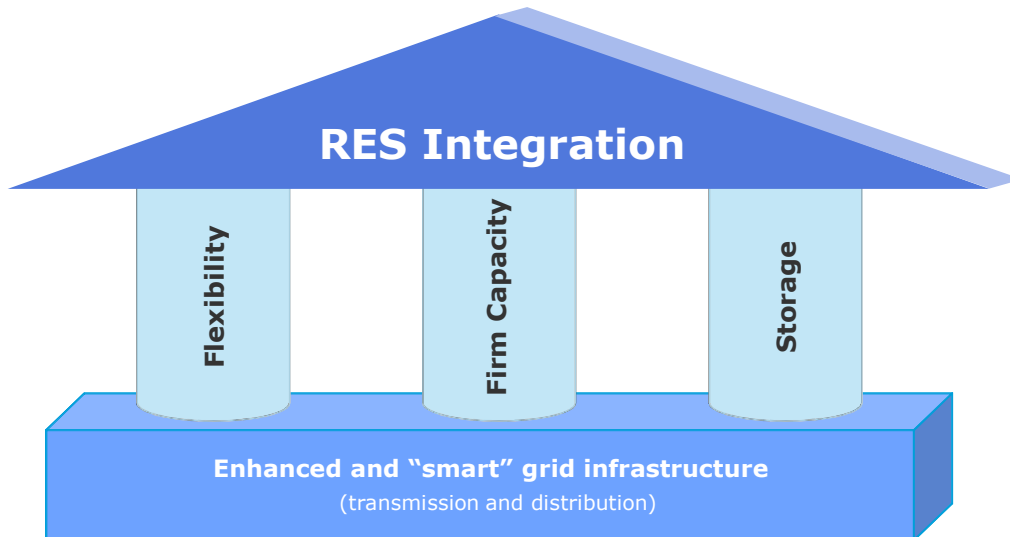 RES Integration
Flexibility
Firm Capacity
Storage
Enhanced and “smart” grid infrastructure
(transmission and distribution)